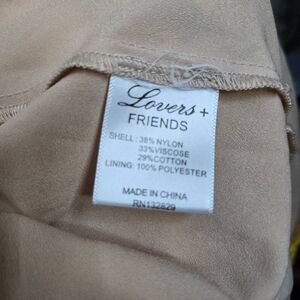 Lovers +
FRIENDS
SHELL: 38% NYLON
33%VISCOSE
29%COTTON
LINING: 100% POLYESTER
MADE IN CHINA
RN132829